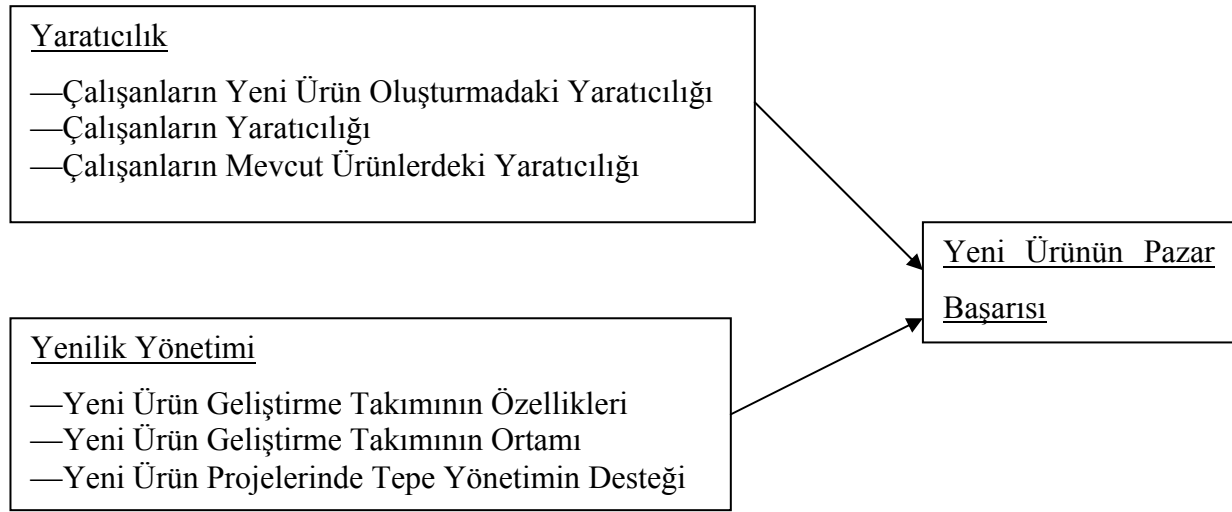 Yaratıcılık
—Çalışanların Yeni Ürün Oluşturmadaki Yaratıcılığı
—Çalışanların Yaratıcılığı
—Çalışanların Mevcut Ürünlerdeki Yaratıcılığı
Yeni Ürünün Pazar
Başarısı
Yenilik Yönetimi
—Yeni Ürün Geliştirme Takımının Özellikleri
—Yeni Ürün Geliştirme Takımının Ortamı
—Yeni Ürün Projelerinde Tepe Yönetimin Desteği